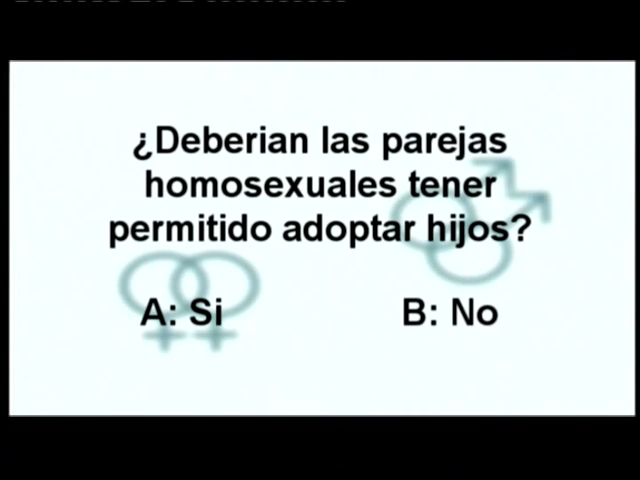 ¿Deberian las parejas
homosexuales tener
permitido adoptar hijos?
A: Si
B: No